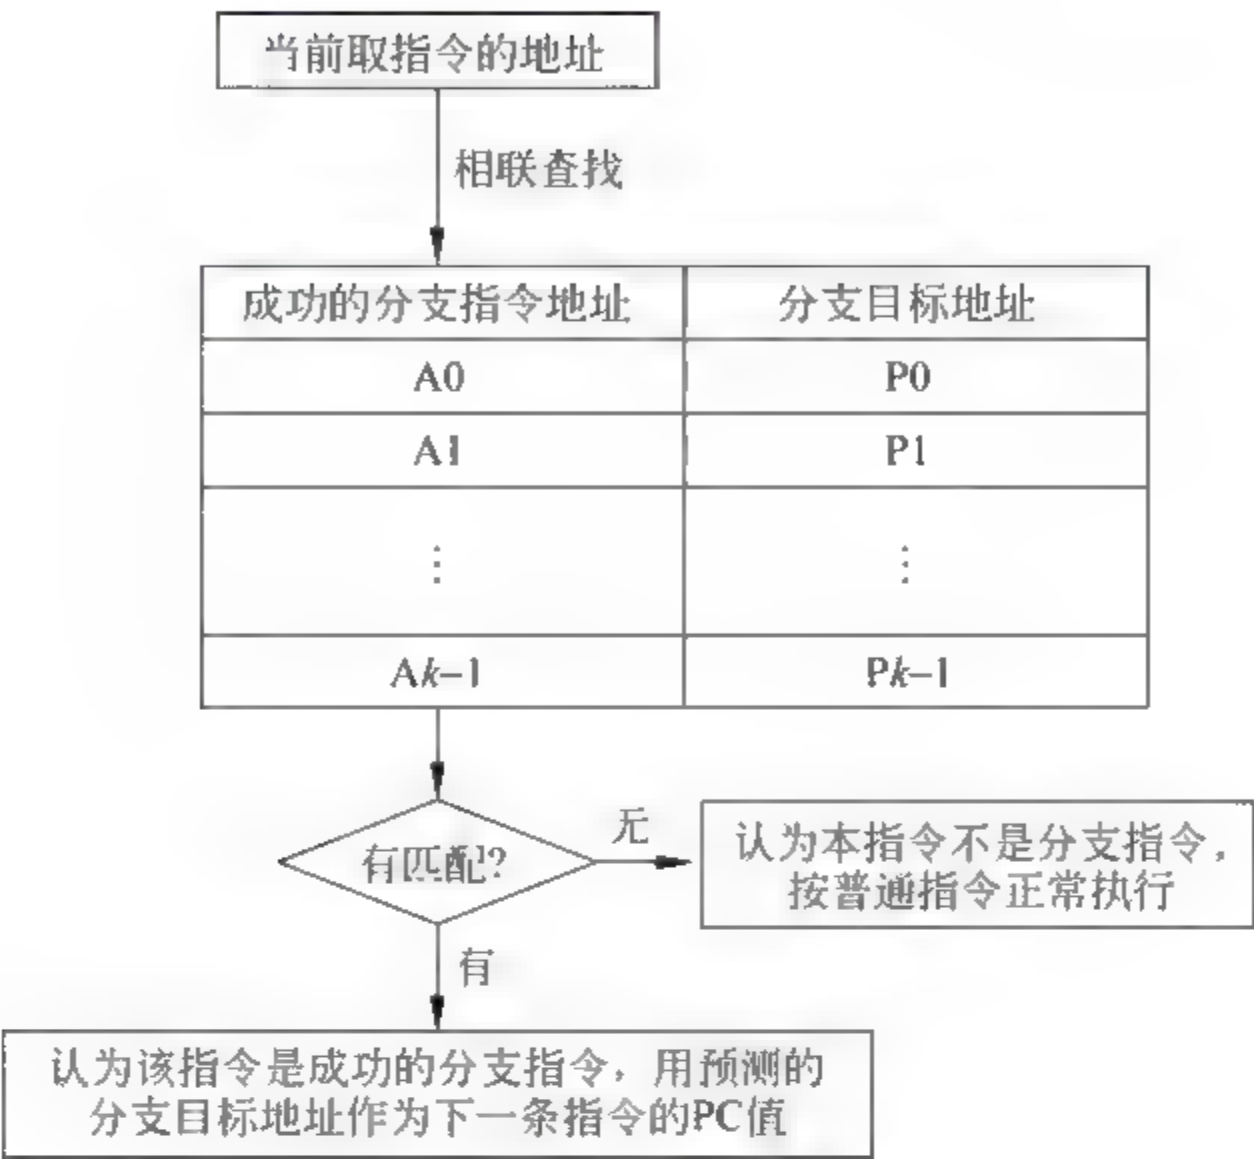 当前取指令的地址
相联查找
成功的分支指令地址 分支目标地址
A0 P0
A1 P1
⋮ ⋮
Ak–1 Pk–1
有匹配?
无
认为本指令不是分支指令,
按普通指令正常执行
有
认为该指令是成功的分支指令,用预测的
分支目标地址作为下一条指令的PC值